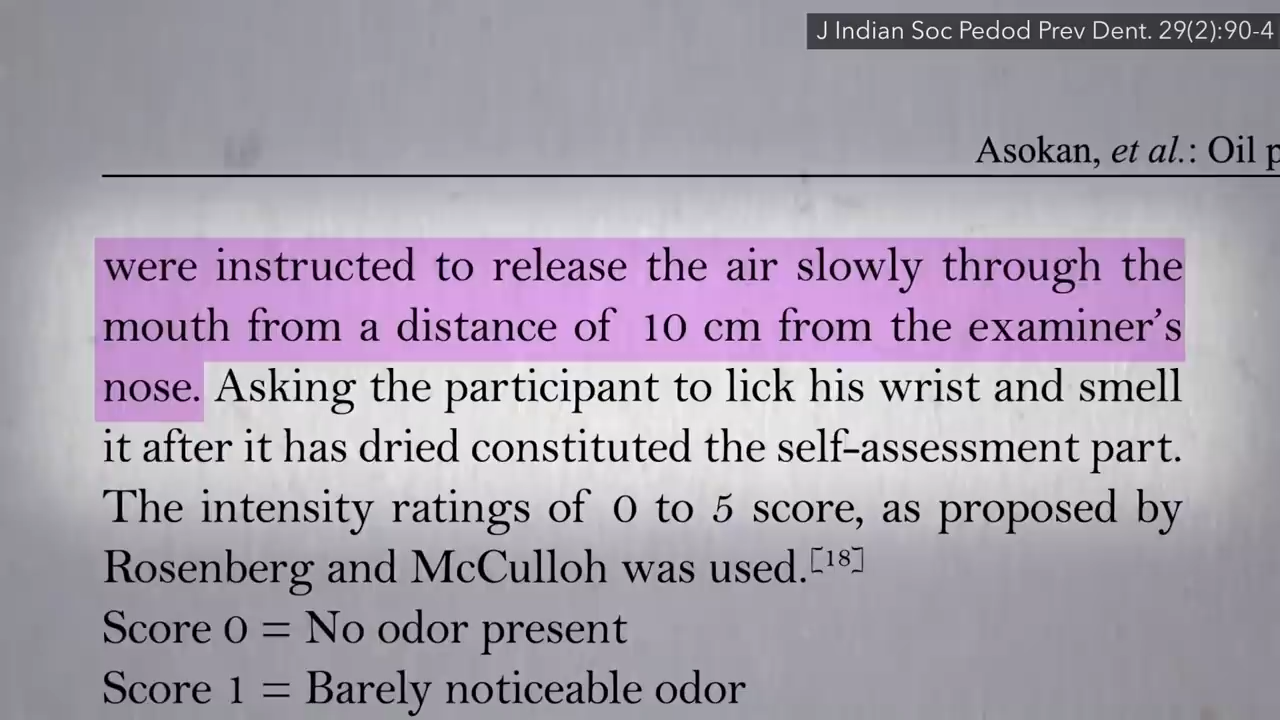 J Indian Soc Pedod Prev Dent. 29(2):90-4
Asokan, et al.: Oil
were instructed to release the air slowly through the
mouth from a distance of 10 cm from the examiner’s
nose. Asking the participant to lick his wrist and smell
it after it has dried constituted the self-assessment part.
The intensity ratings of 0 to 5 score, as proposed by
Rosenberg and McCulloh was used.[18]
Score 0 = No odor present
Score 1 = Barely noticeable odor